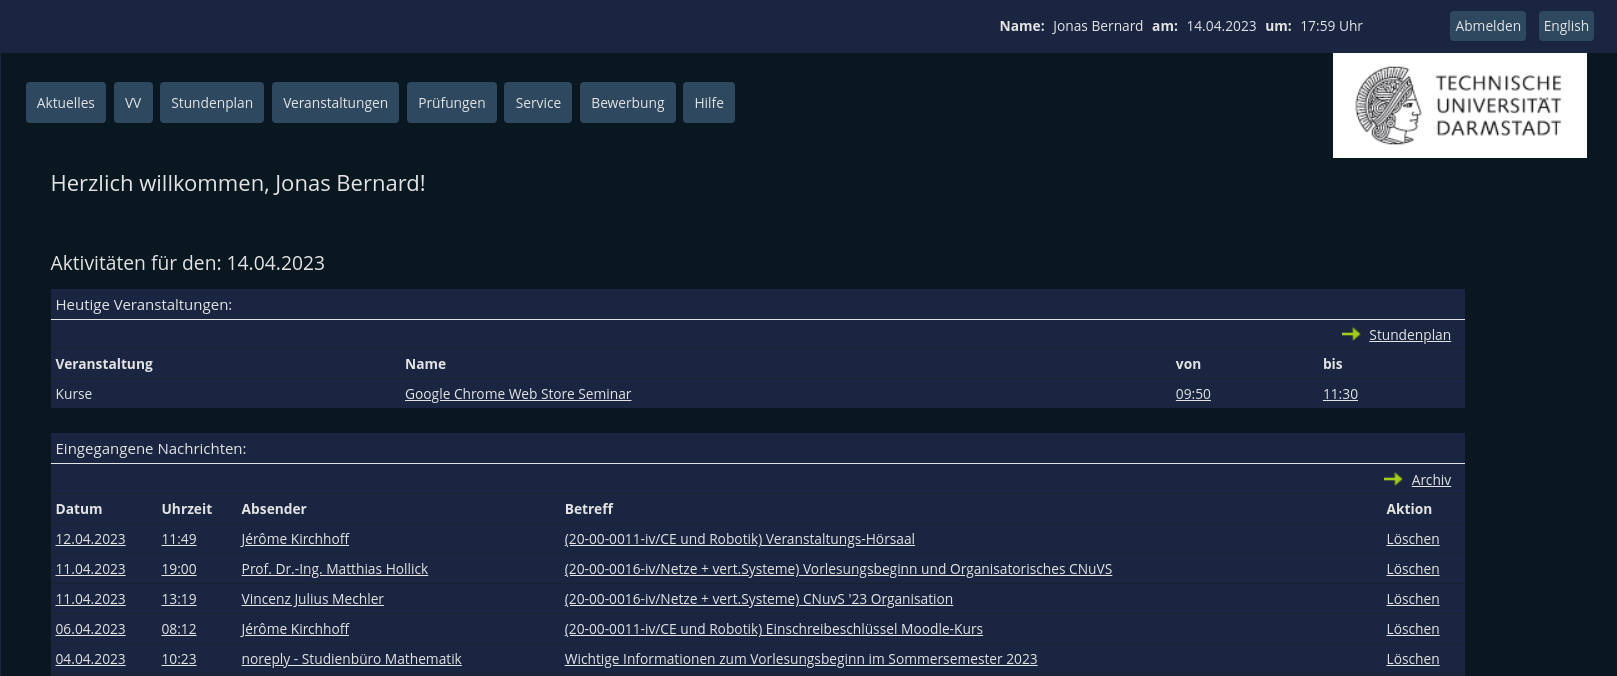 Name: Jonas Bernard am: 14.04.2023 um: 17:59 Uhr Abmelden English
Aktuelles VV Stundenplan Veranstaltungen Prüfungen Service Bewerbung Hilfe
TECHNISCHE
UNIVERSITÄT
DARMSTADT
Herzlich willkommen, Jonas Bernard!
Aktivitäten für den: 14.04.2023
Heutige Veranstaltungen:
Stundenplan
Veranstaltung Name von bis
Kurse Google Chrome Web Store Seminar 09:50 11:30
Eingegangene Nachrichten:
Archiv
Datum Uhrzeit Absender Betreff Aktion
12.04.2023 11:49 Jérôme Kirchhoff (20-00-0011-iv/CE und Robotik) Veranstaltungs-Hörsaal Löschen
11.04.2023 19:00 Prof. Dr.-Ing. Matthias Hollick (20-00-0016-iv/Netze + vert.Systeme) Vorlesungsbeginn und Organisatorisches CNuVS Löschen
11.04.2023 13:19 Vincenz Julius Mechler (20-00-0016-iv/Netze + vert.Systeme) CNuvS '23 Organisation Löschen
06.04.2023 08:12 Jérôme Kirchhoff (20-00-0011-iv/CE und Robotik) Einschreibeschlüssel Moodle-Kurs Löschen
04.04.2023 10:23 noreply - Studienbüro Mathematik Wichtige Informationen zum Vorlesungsbeginn im Sommersemester 2023 Löschen